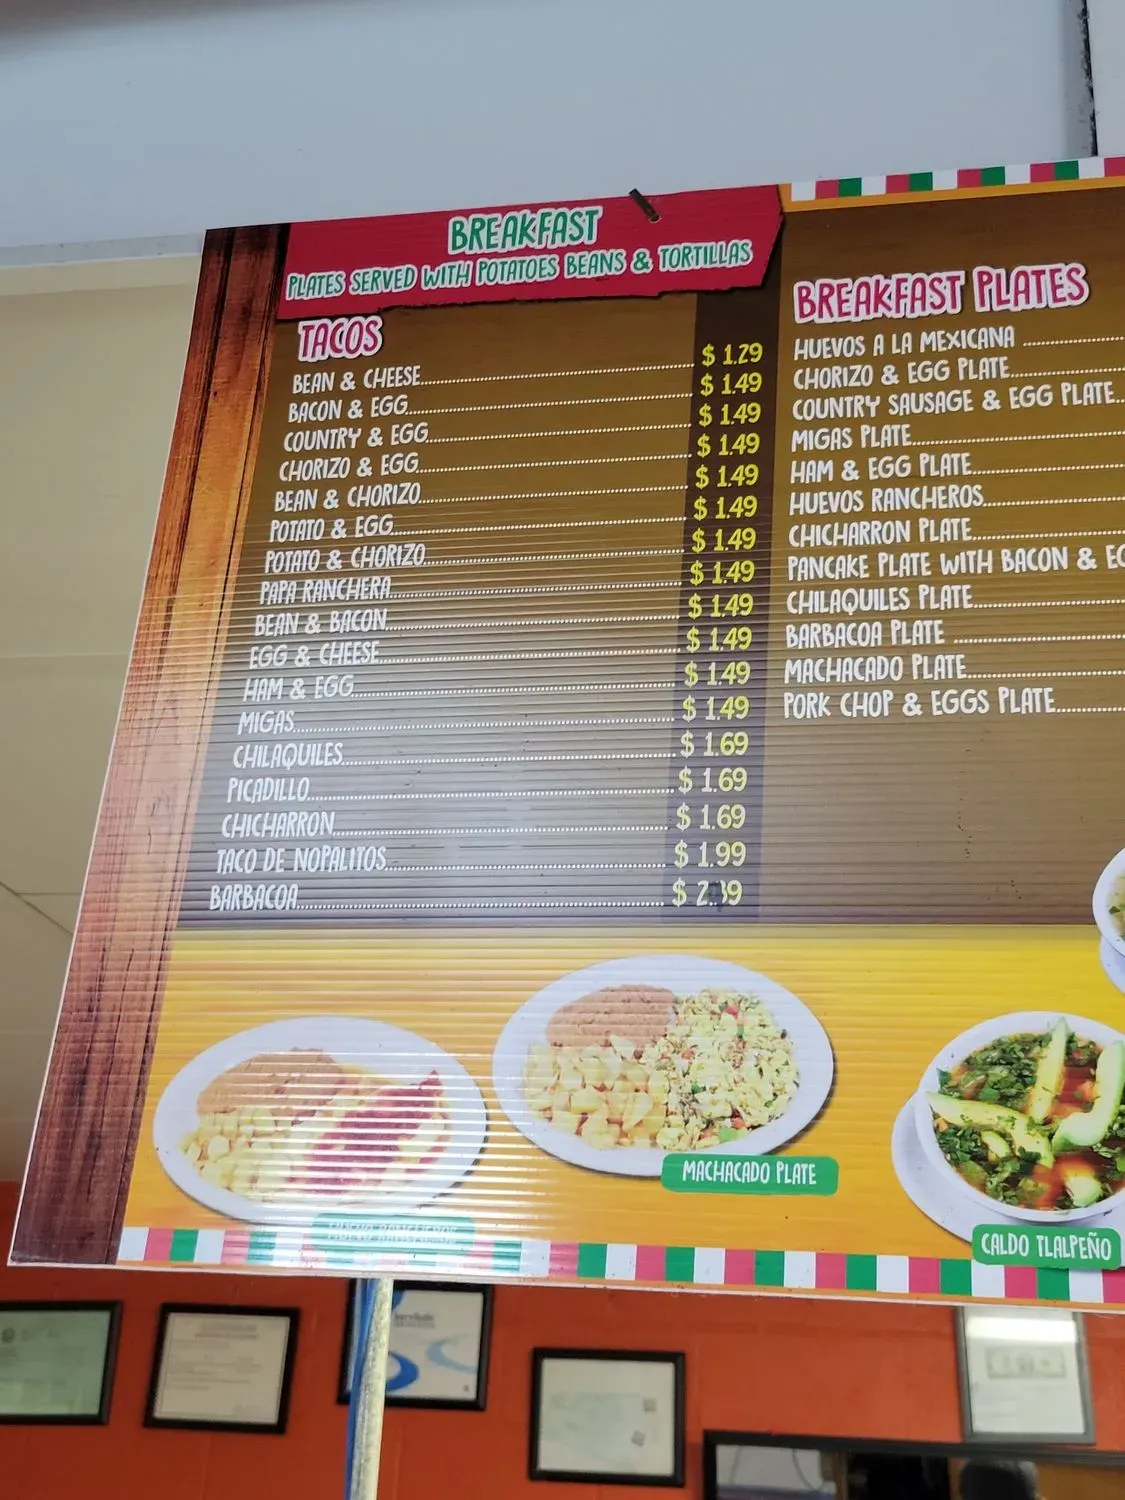 BREAKFAST
PLATES SERVED WITH POTATOES BEANS & TORTILLAS
TACOS
BEAN & CHEESE $ 1.29
BACON & EGG $ 1.49
COUNTRY & EGG $ 1.49
CHORIZO & EGG $ 1.49
BEAN & CHORIZO $ 1.49
POTATO & EGG $ 1.49
POTATO & CHORIZO $ 1.49
PAPA RANCHERA $ 1.49
BEAN & BACON $ 1.49
EGG & CHEESE $ 1.49
HAM & EGG $ 1.49
MIGAS $ 1.49
CHILAQUILES $ 1.69
PICADILLO $ 1.69
CHICHARRON $ 1.69
TACO DE NOPALITOS $ 1.99
BARBACOA $
BREAKFAST PLATES
HUEVOS A LA MEXICANA
CHORIZO & EGG PLATE
COUNTRY SAUSAGE & EGG PLATE
MIGAS PLATE
HAM & EGG PLATE
HUEVOS RANCHEROS
CHICHARRON PLATE
PANCAKE PLATE WITH BACON & EG
CHILAQUILES PLATE
BARBACOA PLATE
MACHACADO PLATE
PORK CHOP & EGGS PLATE
MACHACADO PLATE
CALDO TLALPEÑO